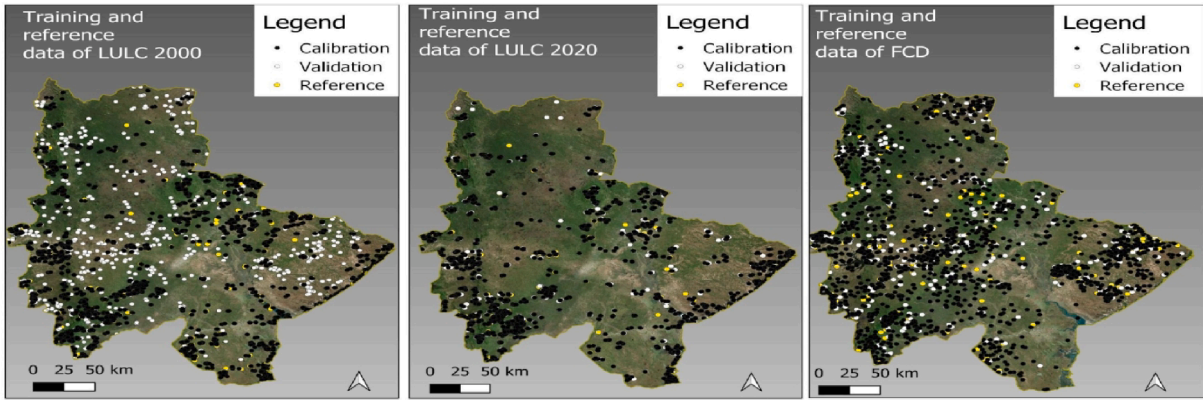 Training and
reference
data of LULC 2000
Legend
Calibration
Validation
Reference
0 25 50 km
Training and
reference
data of LULC 2020
Legend
Calibration
Validation
Reference
0 25 50 km
Training and
reference
data of FCD
Legend
Calibration
Validation
Reference
0 25 50 km